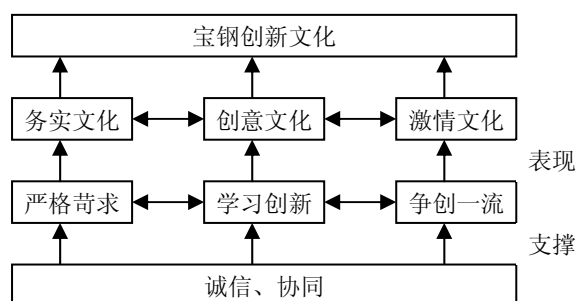 宝钢创新文化
务实文化 创意文化 激情文化
表现
严格苛求 学习创新 争创一流
支撑
诚信、协同